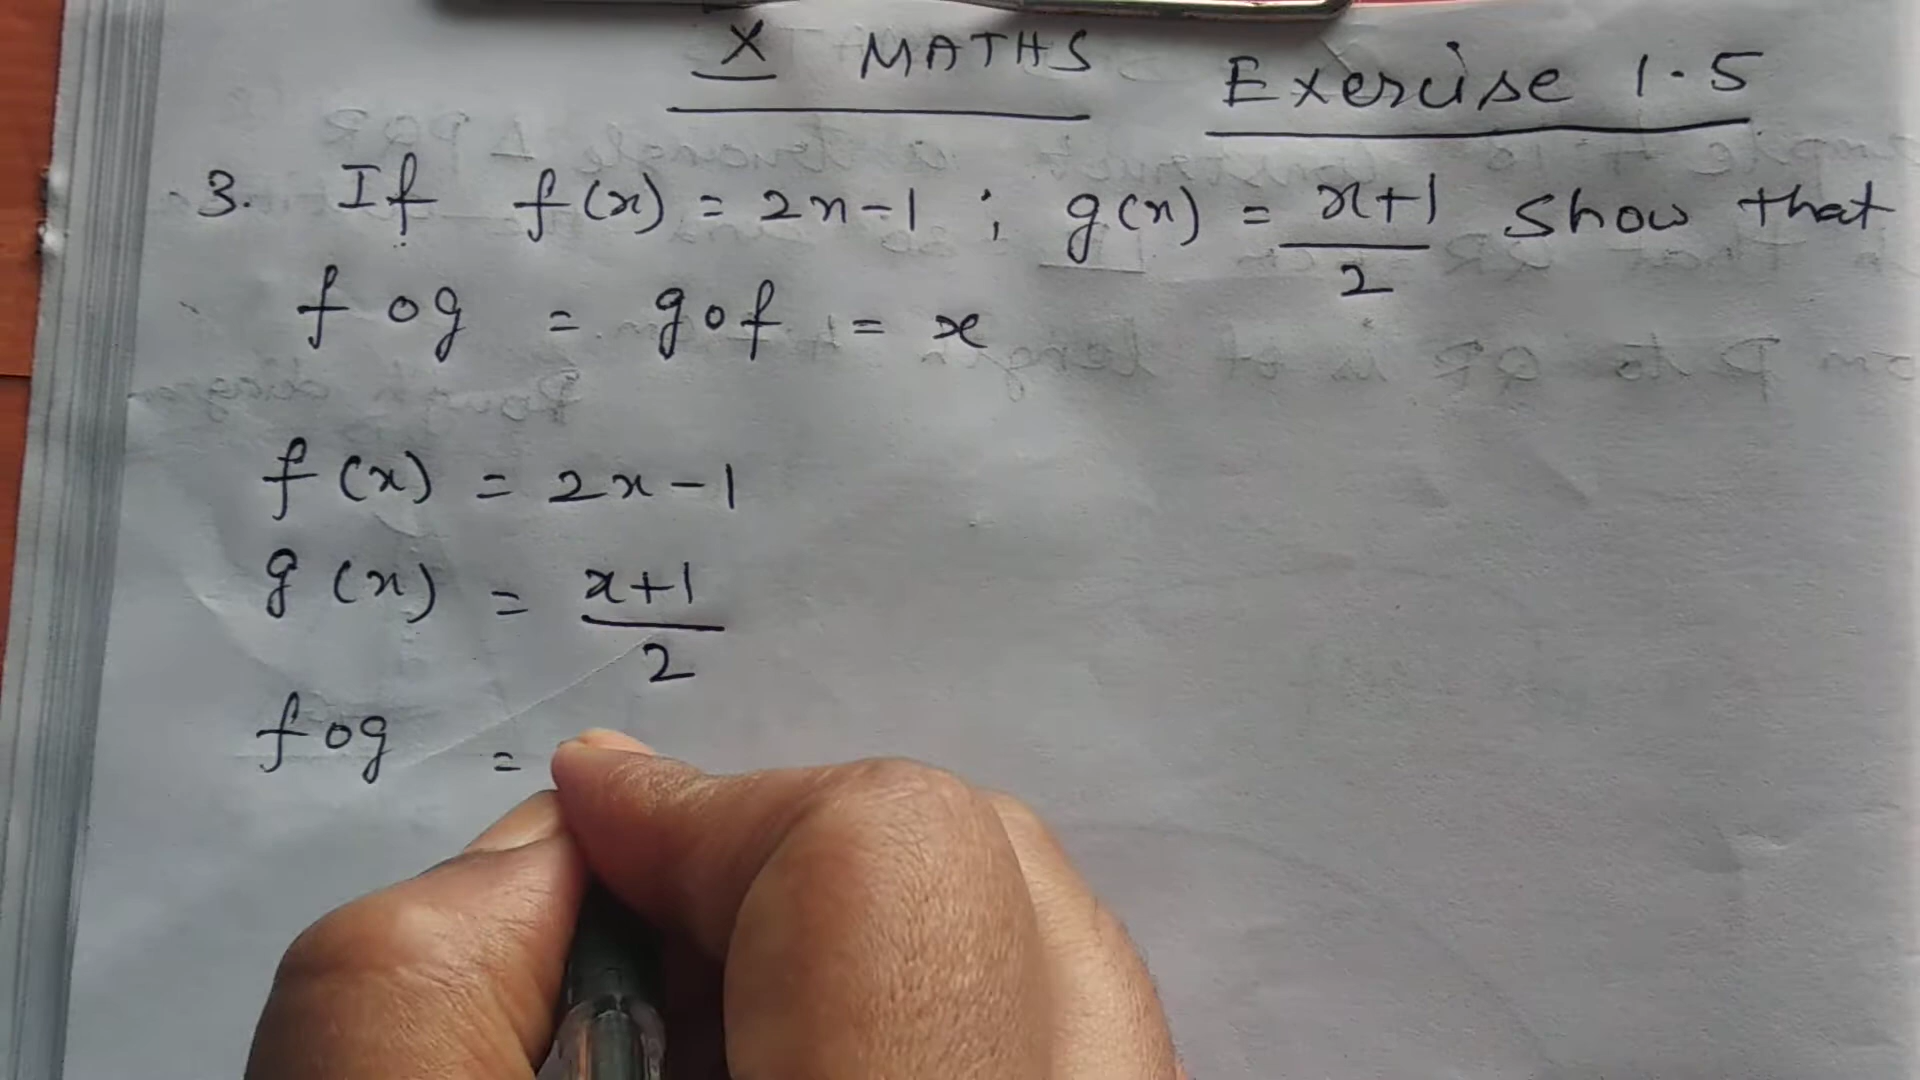 X MATHS Exercise 1.5
3. If f(x) = 2x-1 ; g(x) = x+1/2 show that
fog = gof = x
f(x) = 2x-1
g(x) = x+1/2
fog =